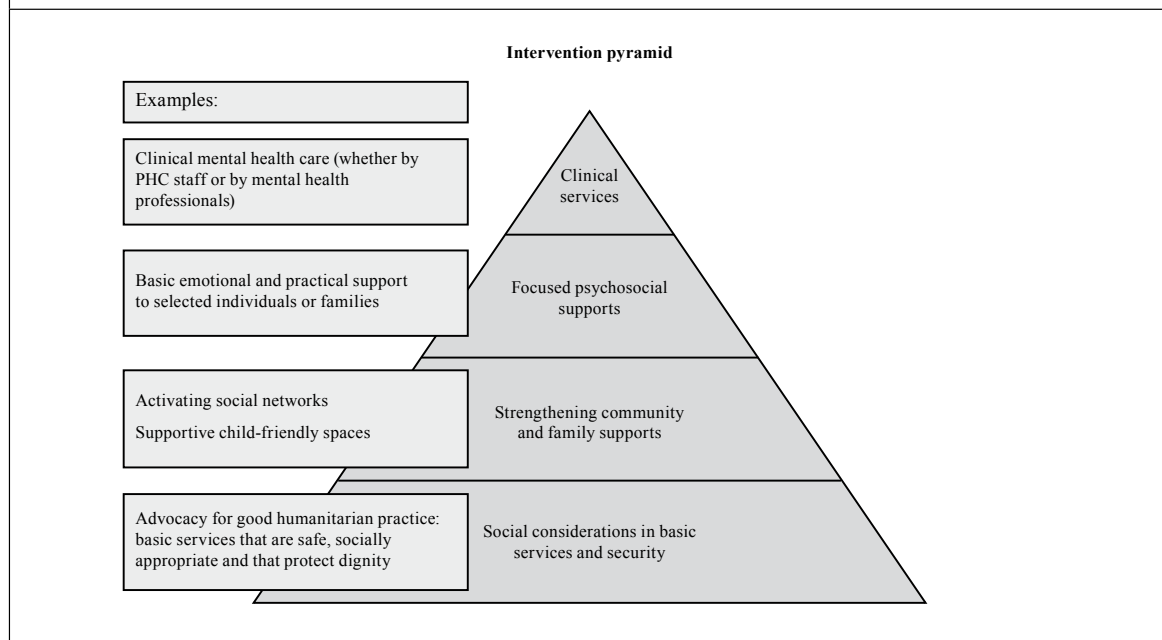 Intervention pyramid
Examples:
Clinical mental health care (whether by
PHC staff or by mental health
professionals)
Clinical
services
Basic emotional and practical support
to selected individuals or families
Focused psychosocial
supports
Activating social networks
Supportive child-friendly spaces
Strengthening community
and family supports
Advocacy for good humanitarian practice:
basic services that are safe, socially
appropriate and that protect dignity
Social considerations in basic
services and security